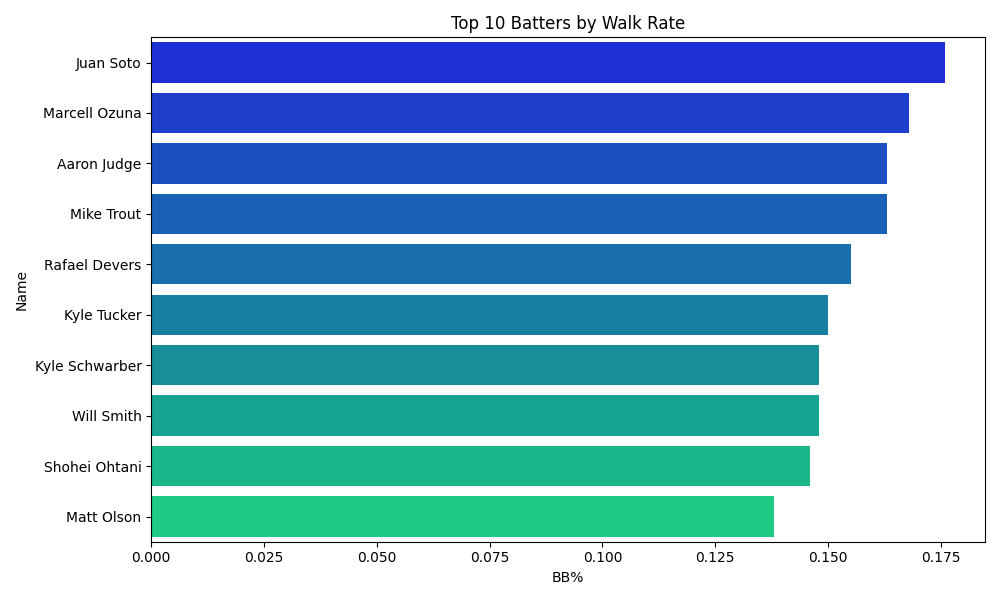 Top 10 Batters by Walk Rate
Juan Soto
Marcell Ozuna
Aaron Judge
Mike Trout
Rafael Devers
Kyle Tucker
Kyle Schwarber
Will Smith
Shohei Ohtani
Matt Olson
Name
0.000 0.025 0.050 0.075 0.100 0.125 0.150 0.175
BB%